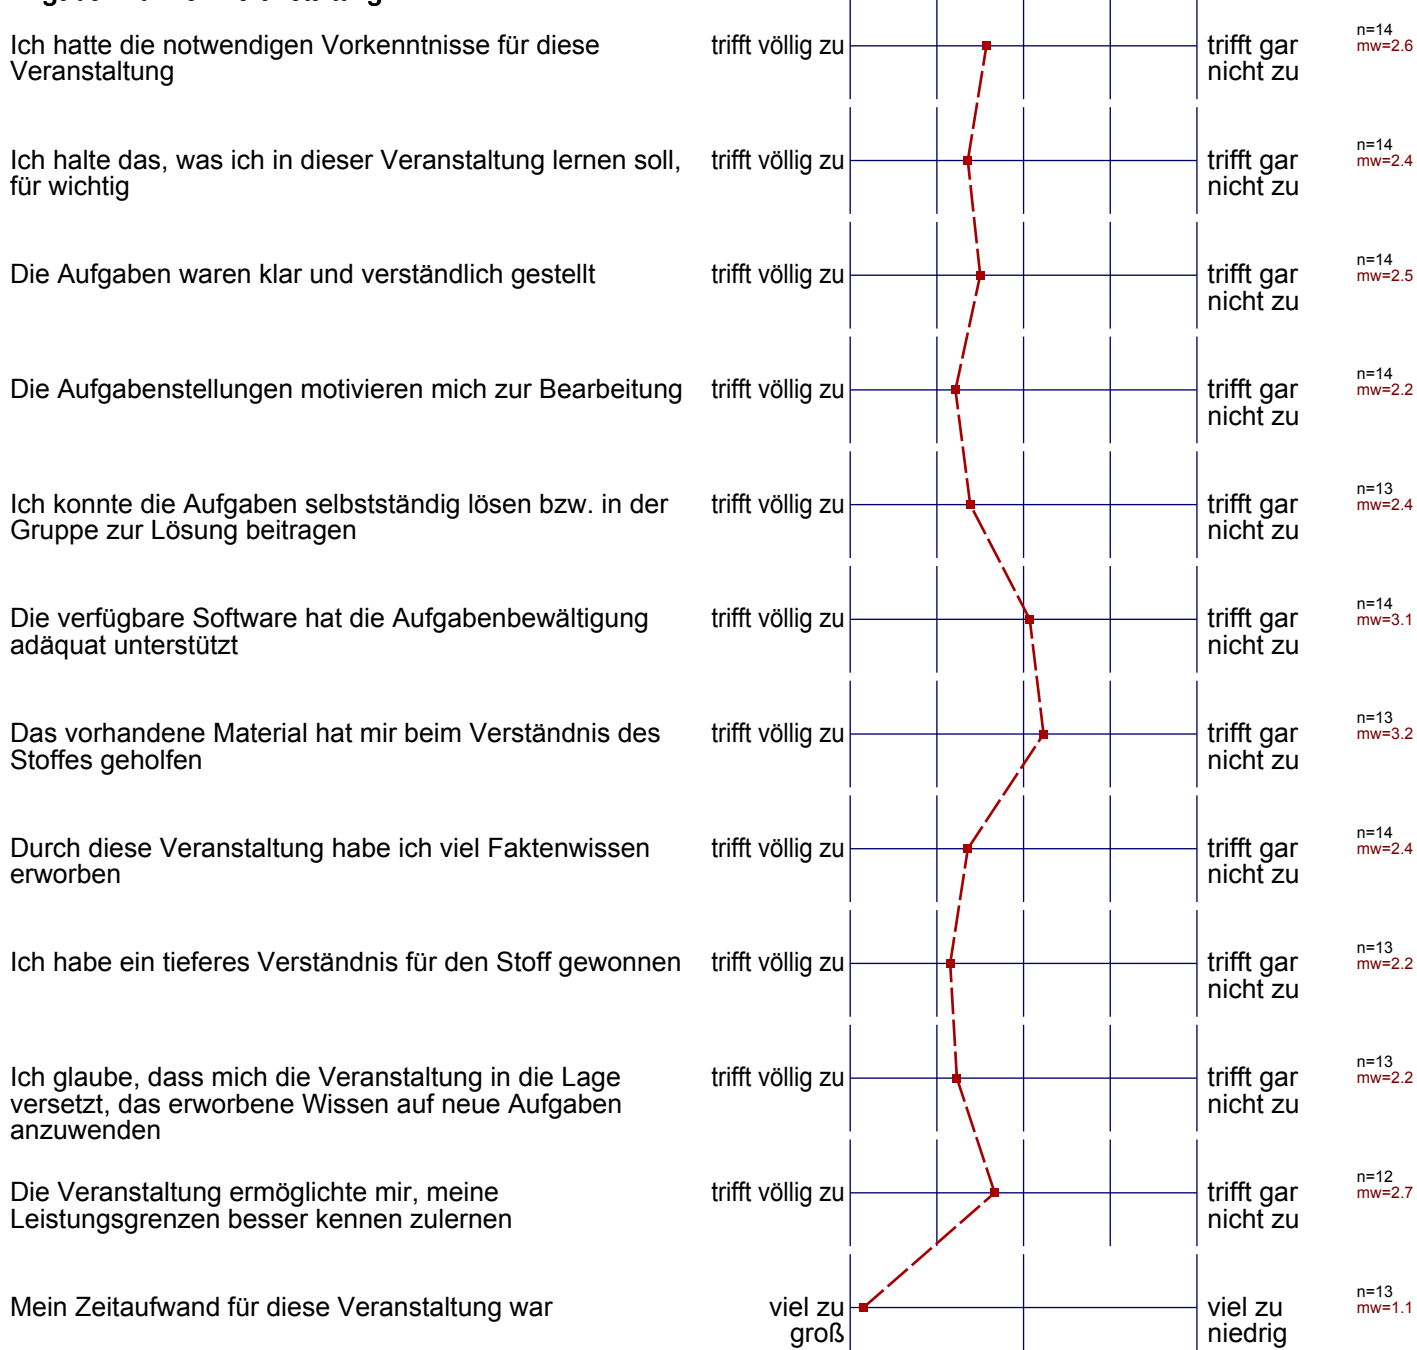 Ich hatte die notwendigen Vorkenntnisse für diese
Veranstaltung
trifft völlig zu
trifft gar
nicht zu
n=14
mw=2.6
Ich halte das, was ich in dieser Veranstaltung lernen soll,
für wichtig
trifft völlig zu
trifft gar
nicht zu
n=14
mw=2.4
Die Aufgaben waren klar und verständlich gestellt
trifft völlig zu
trifft gar
nicht zu
n=14
mw=2.5
Die Aufgabenstellungen motivieren mich zur Bearbeitung
trifft völlig zu
trifft gar
nicht zu
n=14
mw=2.2
Ich konnte die Aufgaben selbstständig lösen bzw. in der
Gruppe zur Lösung beitragen
trifft völlig zu
trifft gar
nicht zu
n=13
mw=2.4
Die verfügbare Software hat die Aufgabenbewältigung
adäquat unterstützt
trifft völlig zu
trifft gar
nicht zu
n=14
mw=3.1
Das vorhandene Material hat mir beim Verständnis des
Stoffes geholfen
trifft völlig zu
trifft gar
nicht zu
n=13
mw=3.2
Durch diese Veranstaltung habe ich viel Faktenwissen
erworben
trifft völlig zu
trifft gar
nicht zu
n=14
mw=2.4
Ich habe ein tieferes Verständnis für den Stoff gewonnen
trifft völlig zu
trifft gar
nicht zu
n=13
mw=2.2
Ich glaube, dass mich die Veranstaltung in die Lage
versetzt, das erworbene Wissen auf neue Aufgaben
anzuwenden
trifft völlig zu
trifft gar
nicht zu
n=13
mw=2.2
Die Veranstaltung ermöglichte mir, meine
Leistungsgrenzen besser kennen zulernen
trifft völlig zu
trifft gar
nicht zu
n=12
mw=2.7
Mein Zeitaufwand für diese Veranstaltung war
viel zu
groß
viel zu
niedrig
n=13
mw=1.1